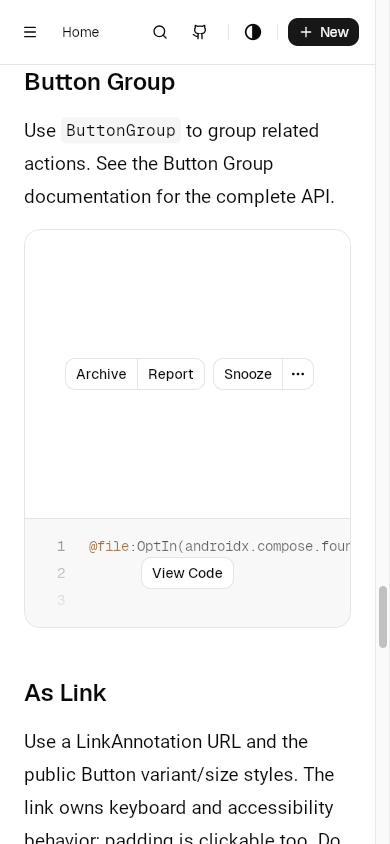 Home
New
Button Group
Use ButtonGroup to group related
actions. See the Button Group
documentation for the complete API.
Archive Report Snooze ···
1 @file:OptIn(androidx.compose.foun
2
View Code
3
As Link
Use a LinkAnnotation URL and the
public Button variant/size styles. The
link owns keyboard and accessibility
behavior; padding is clickable too. Do